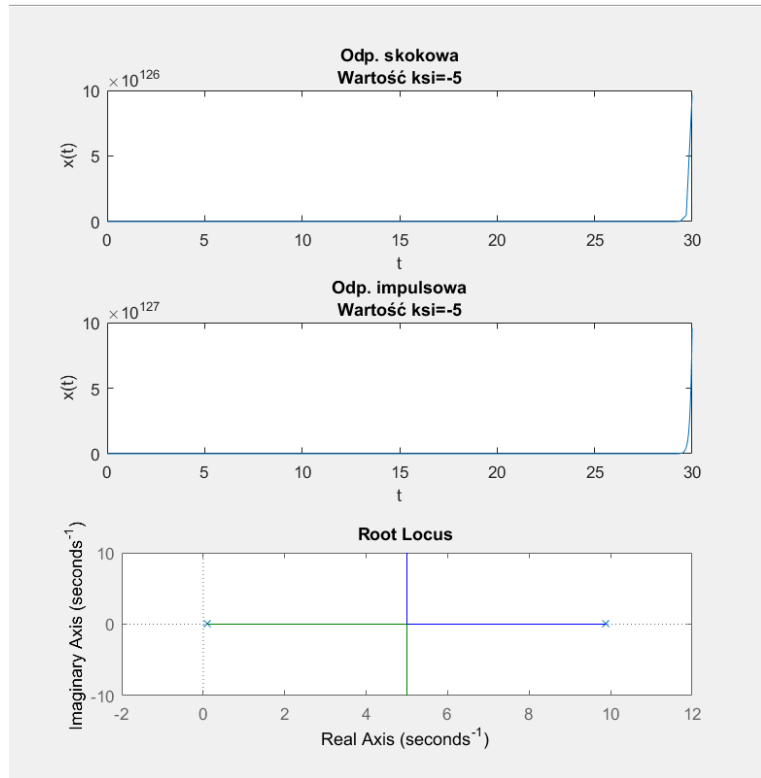 Odp. skokowa
Wartość ksi=-5
×10^126
10
5
0
x(t)
0 5 10 15 20 25 30
t
Odp. impulsowa
Wartość ksi=-5
×10^127
10
5
0
x(t)
0 5 10 15 20 25 30
t
Root Locus
10
0
-10
Imaginary Axis (seconds^-1)
-2 0 2 4 6 8 10 12
Real Axis (seconds^-1)